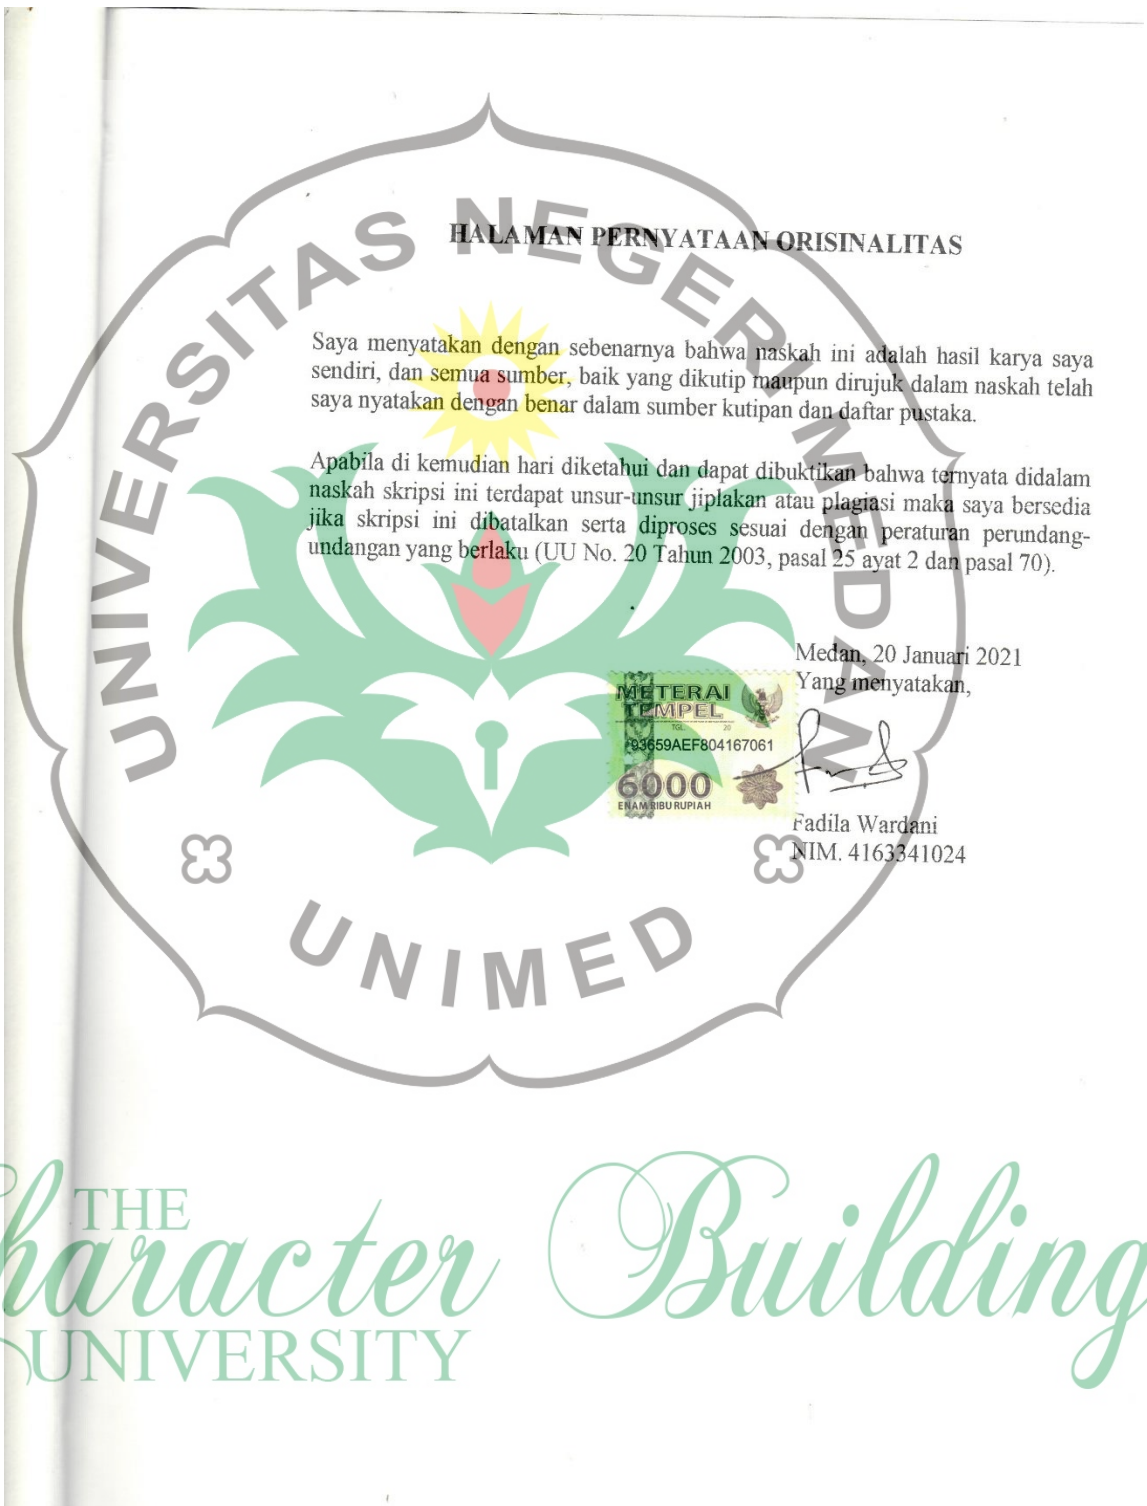 HALAMAN PERNYATAAN ORISINALITAS
Saya menyatakan dengan sebenarnya bahwa naskah ini adalah hasil karya saya
sendiri, dan semua sumber, baik yang dikutip maupun dirujuk dalam naskah telah
saya nyatakan dengan benar dalam sumber kutipan dan daftar pustaka.
Apabila di kemudian hari diketahui dan dapat dibuktikan bahwa ternyata didalam
naskah skripsi ini terdapat unsur-unsur jiplakan atau plagiasi maka saya bersedia
jika skripsi ini dibatalkan serta diproses sesuai dengan peraturan perundang-
undangan yang berlaku (UU No. 20 Tahun 2003, pasal 25 ayat 2 dan pasal 70).
Medan, 20 Januari 2021
Yang menyatakan,
METERAI
TEMPEL
TGL. 20
93659AEF804167061
6000
ENAM RIBU RUPIAH
Fadila Wardani
NIM. 4163341024
UNIVERSITAS NEGERI MEDAN
UNIMED
THE
Character Building
UNIVERSITY